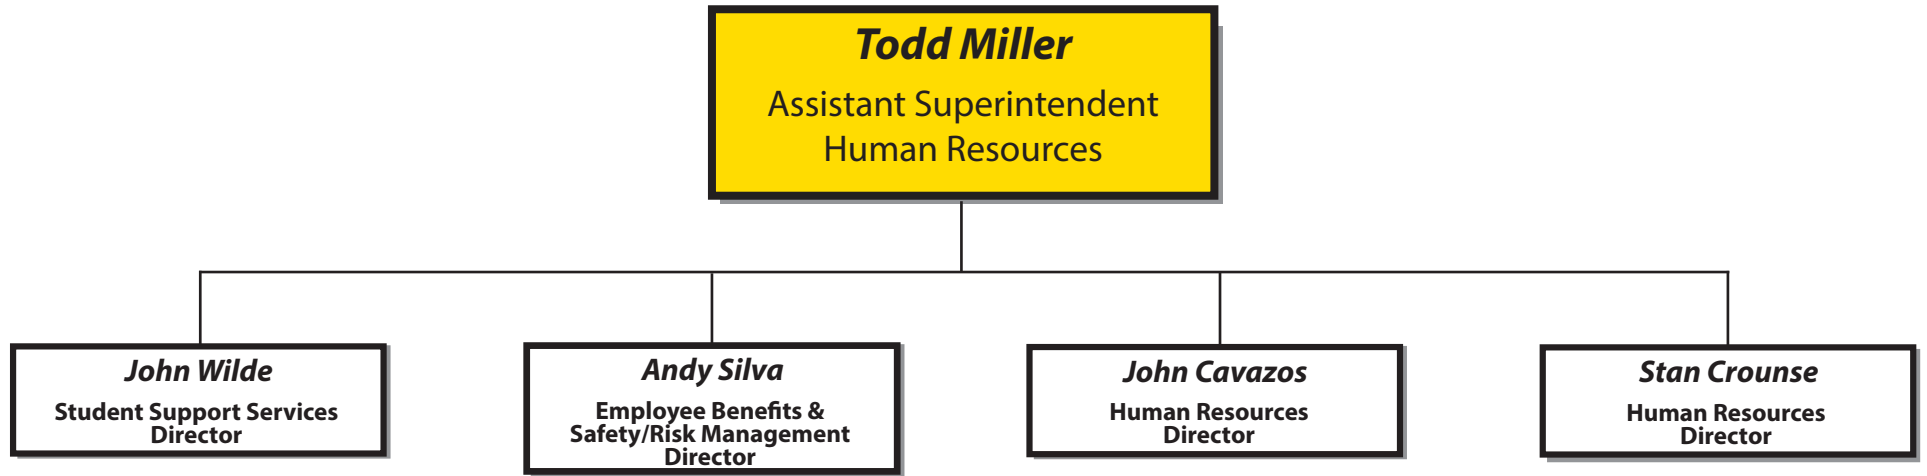 Todd Miller
Assistant Superintendent
Human Resources
John Wilde
Student Support Services
Director
Andy Silva
Employee Benefits &
Safety/Risk Management
Director
John Cavazos
Human Resources
Director
Stan Crounse
Human Resources
Director